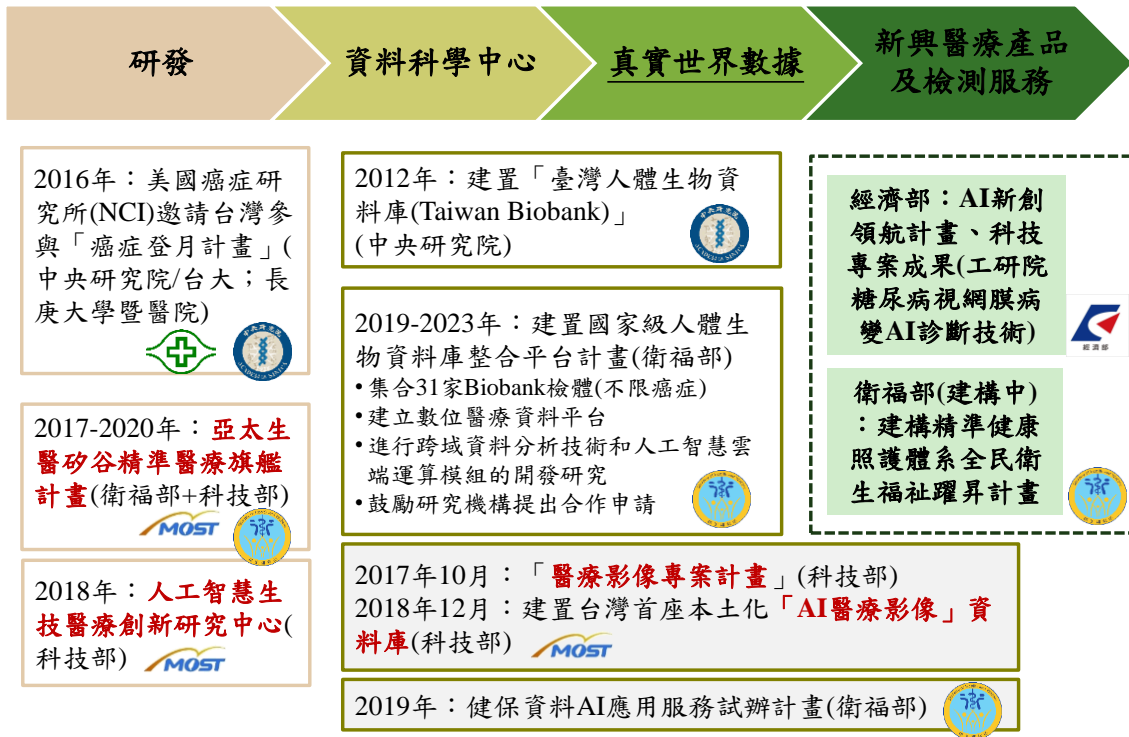 研發
資料科學中心
真實世界數據
新興醫療產品
及檢測服務
2016年：美國癌症研
究所(NCI)邀請台灣參
與「癌症登月計畫」(
中央研究院/台大；長
庚大學暨醫院)
2017-2020年：亞太生
醫矽谷精準醫療旗艦
計畫(衛福部+科技部)
MOST
2018年：人工智慧生
技醫療創新研究中心(
科技部)
MOST
2012年：建置「臺灣人體生物資
料庫(Taiwan Biobank)」
(中央研究院)
2019-2023年：建置國家級人體生
物資料庫整合平台計畫(衛福部)
•集合31家Biobank檢體(不限癌症)
•建立數位醫療資料平台
•進行跨域資料分析技術和人工智慧雲
端運算模組的開發研究
•鼓勵研究機構提出合作申請
2017年10月：「醫療影像專案計畫」(科技部)
2018年12月：建置台灣首座本土化「AI醫療影像」資
料庫(科技部)
MOST
2019年：健保資料AI應用服務試辦計畫(衛福部)
經濟部：AI新創
領航計畫、科技
專案成果(工研院
糖尿病視網膜病
變AI診斷技術)
經濟部
衛福部(建構中)
：建構精準健康
照護體系全民衛
生福祉躍昇計畫